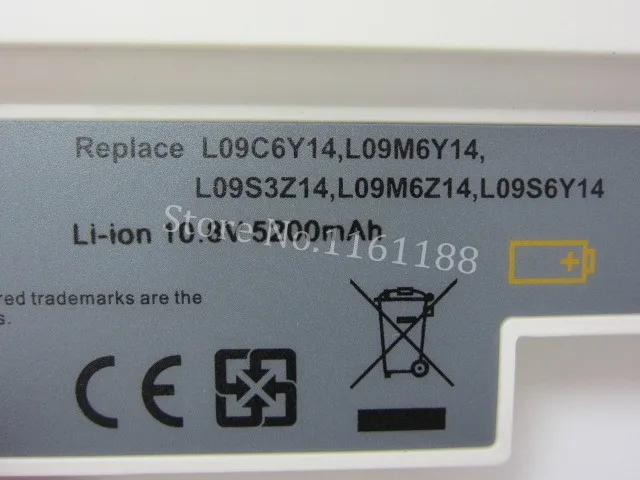 Replace L09C6Y14,L09M6Y14,
L09S3Z14,L09M6Z14,L09S6Y14
Li-ion 10.8V 5200mAh
Store No.1161188
red trademarks are the
s.
CE